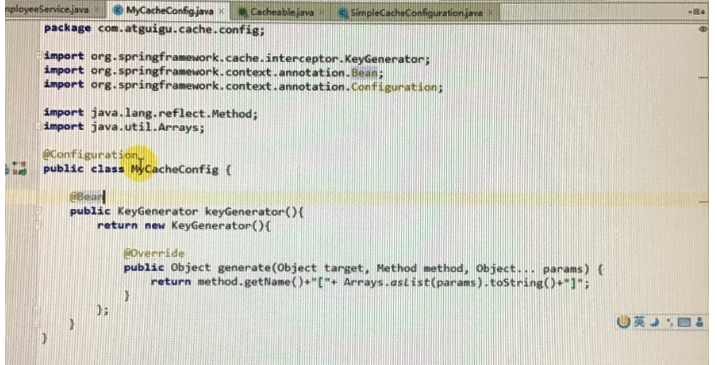 mployeeService.java MyCacheConfig.java Cacheable.java SimpleCacheConfiguration.java
package com.atguigu.cache.config;
import org.springframework.cache.interceptor.KeyGenerator;
import org.springframework.context.annotation.Bean;
import org.springframework.context.annotation.Configuration;
import java.lang.reflect.Method;
import java.util.Arrays;
@Configuration
public class MyCacheConfig {
@Bean
public KeyGenerator keyGenerator(){
return new KeyGenerator(){
@Override
public Object generate(Object target, Method method, Object... params) {
return method.getName()+"["+ Arrays.asList(params).toString()+"]";
}
};
}
}
英